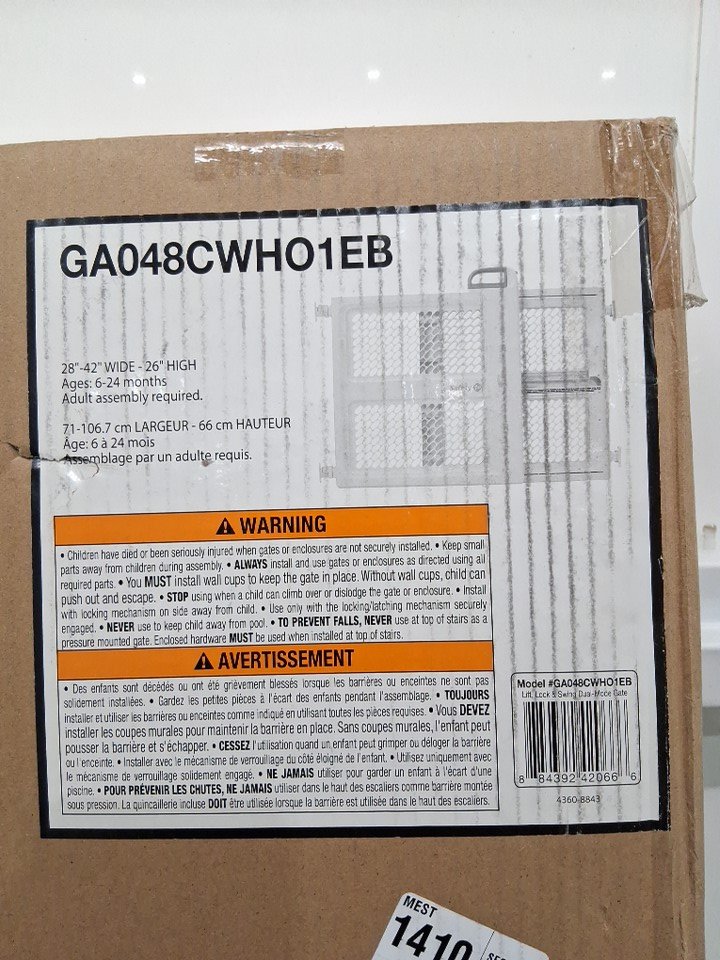 GA048CWHO1EB
28"-42" WIDE - 26" HIGH
Ages: 6-24 months
Adult assembly required.
71-106.7 cm LARGEUR - 66 cm HAUTEUR
Âge: 6 à 24 mois
Assemblage par un adulte requis.
Safety
⚠ WARNING
• Children have died or been seriously injured when gates or enclosures are not securely installed. • Keep small
parts away from children during assembly. • ALWAYS install and use gates or enclosures as directed using all
required parts. • You MUST install wall cups to keep the gate in place. Without wall cups, child can
push out and escape. • STOP using when a child can climb over or dislodge the gate or enclosure. • Install
with locking mechanism on side away from child. • Use only with the locking/latching mechanism securely
engaged. • NEVER use to keep child away from pool. • TO PREVENT FALLS, NEVER use at top of stairs as a
pressure mounted gate. Enclosed hardware MUST be used when installed at top of stairs.
⚠ AVERTISSEMENT
• Des enfants sont décédés ou ont été grièvement blessés lorsque les barrières ou enceintes ne sont pas
solidement installées. • Gardez les petites pièces à l'écart des enfants pendant l'assemblage. • TOUJOURS
installer et utiliser les barrières ou enceintes comme indiqué en utilisant toutes les pièces requises. • Vous DEVEZ
installer les coupes murales pour maintenir la barrière en place. Sans coupes murales, l'enfant peut
pousser la barrière et s'échapper. • CESSEZ l'utilisation quand un enfant peut grimper ou déloger la barrière
ou l'enceinte. • Installer avec le mécanisme de verrouillage du côté éloigné de l'enfant. • Utilisez uniquement avec
le mécanisme de verrouillage solidement engagé. • NE JAMAIS utiliser pour garder un enfant à l'écart d'une
piscine. • POUR PRÉVENIR LES CHUTES, NE JAMAIS utiliser dans le haut des escaliers comme barrière montée
sous pression. La quincaillerie incluse DOIT être utilisée lorsque la barrière est utilisée dans le haut des escaliers.
Model #GA048CWHO1EB
Lift, Lock & Swing Dual-Mode Gate
8 84392 42066 6
4360-8843
MEST
1410